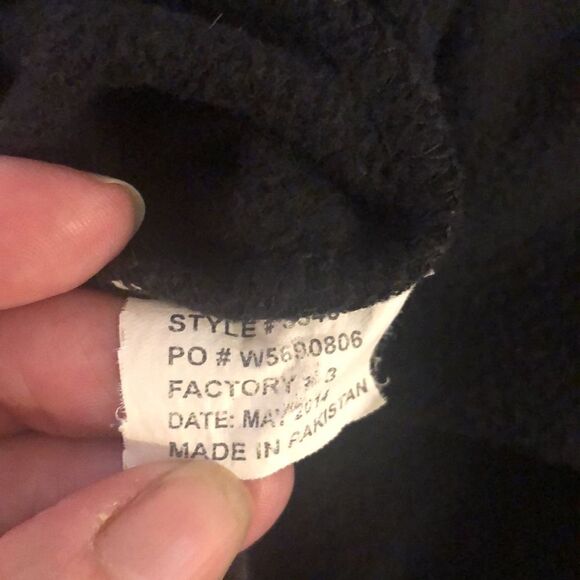 STYLE #
PO # W5690806
FACTORY # 3
DATE: MAY 2014
MADE IN PAKISTAN